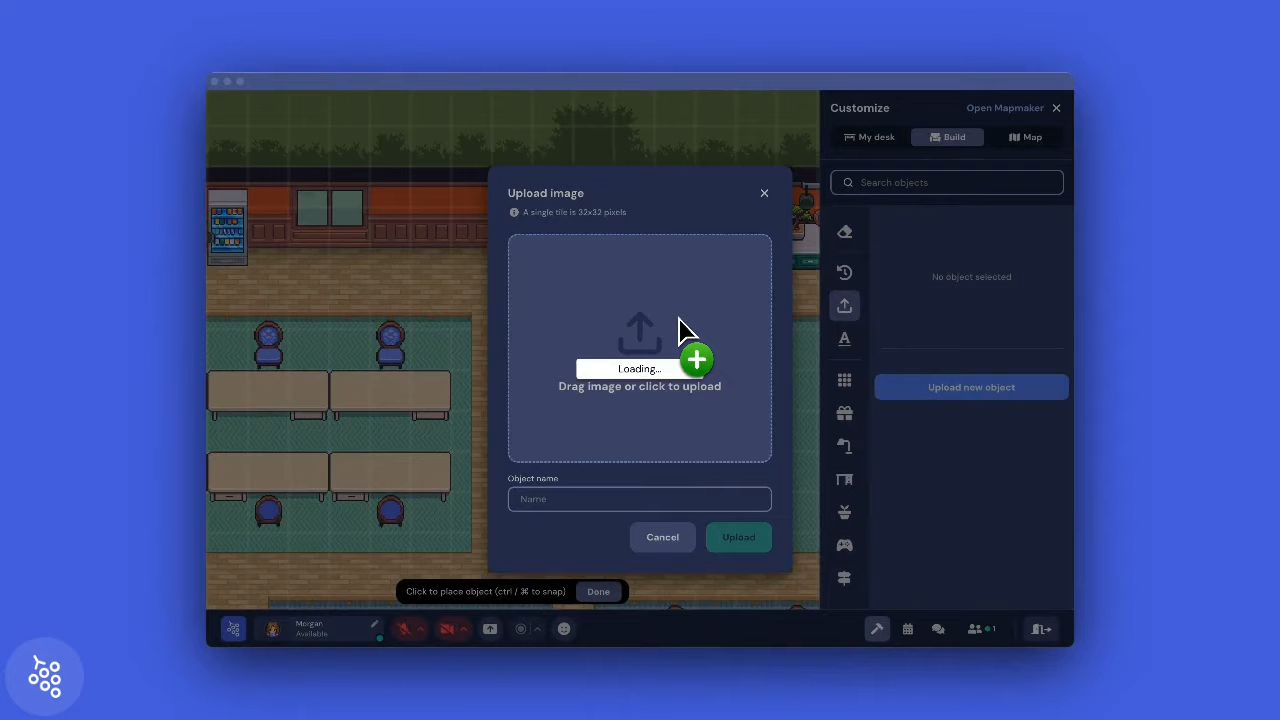 Customize
Open Mapmaker
My desk
Build
Map
Search objects
Upload image
A single tile is 32x32 pixels
No object selected
Loading...
Drag image or click to upload
Upload new object
Object name
Name
Cancel
Upload
Click to place object (ctrl / ⌘ to snap)
Done
Morgan
Available
1